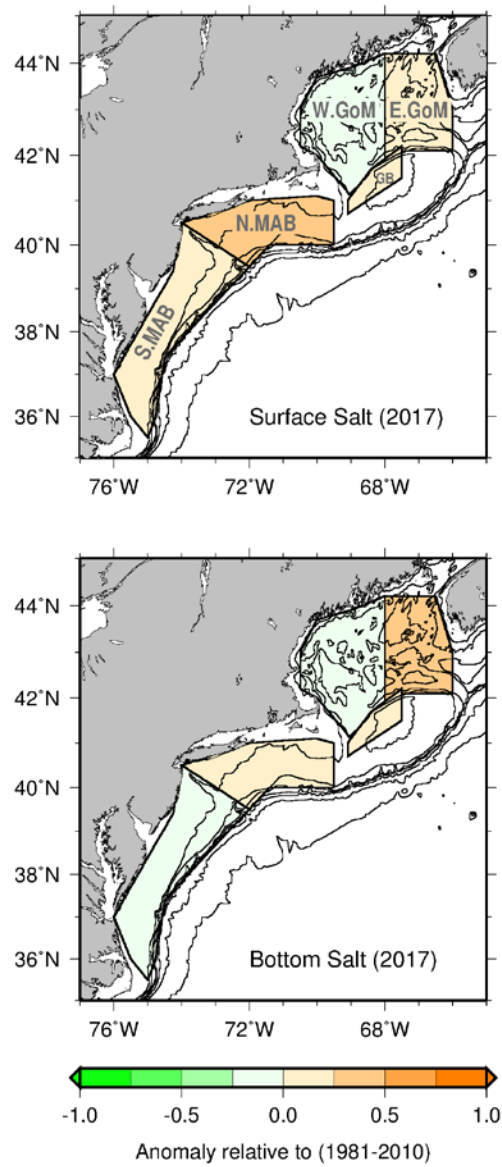 44°N
42°N
40°N
38°N
36°N
W.GoM E.GoM
GB
N.MAB
S.MAB
Surface Salt (2017)
76°W 72°W 68°W
44°N
42°N
40°N
38°N
36°N
Bottom Salt (2017)
76°W 72°W 68°W
-1.0 -0.5 0.0 0.5 1.0
Anomaly relative to (1981-2010)